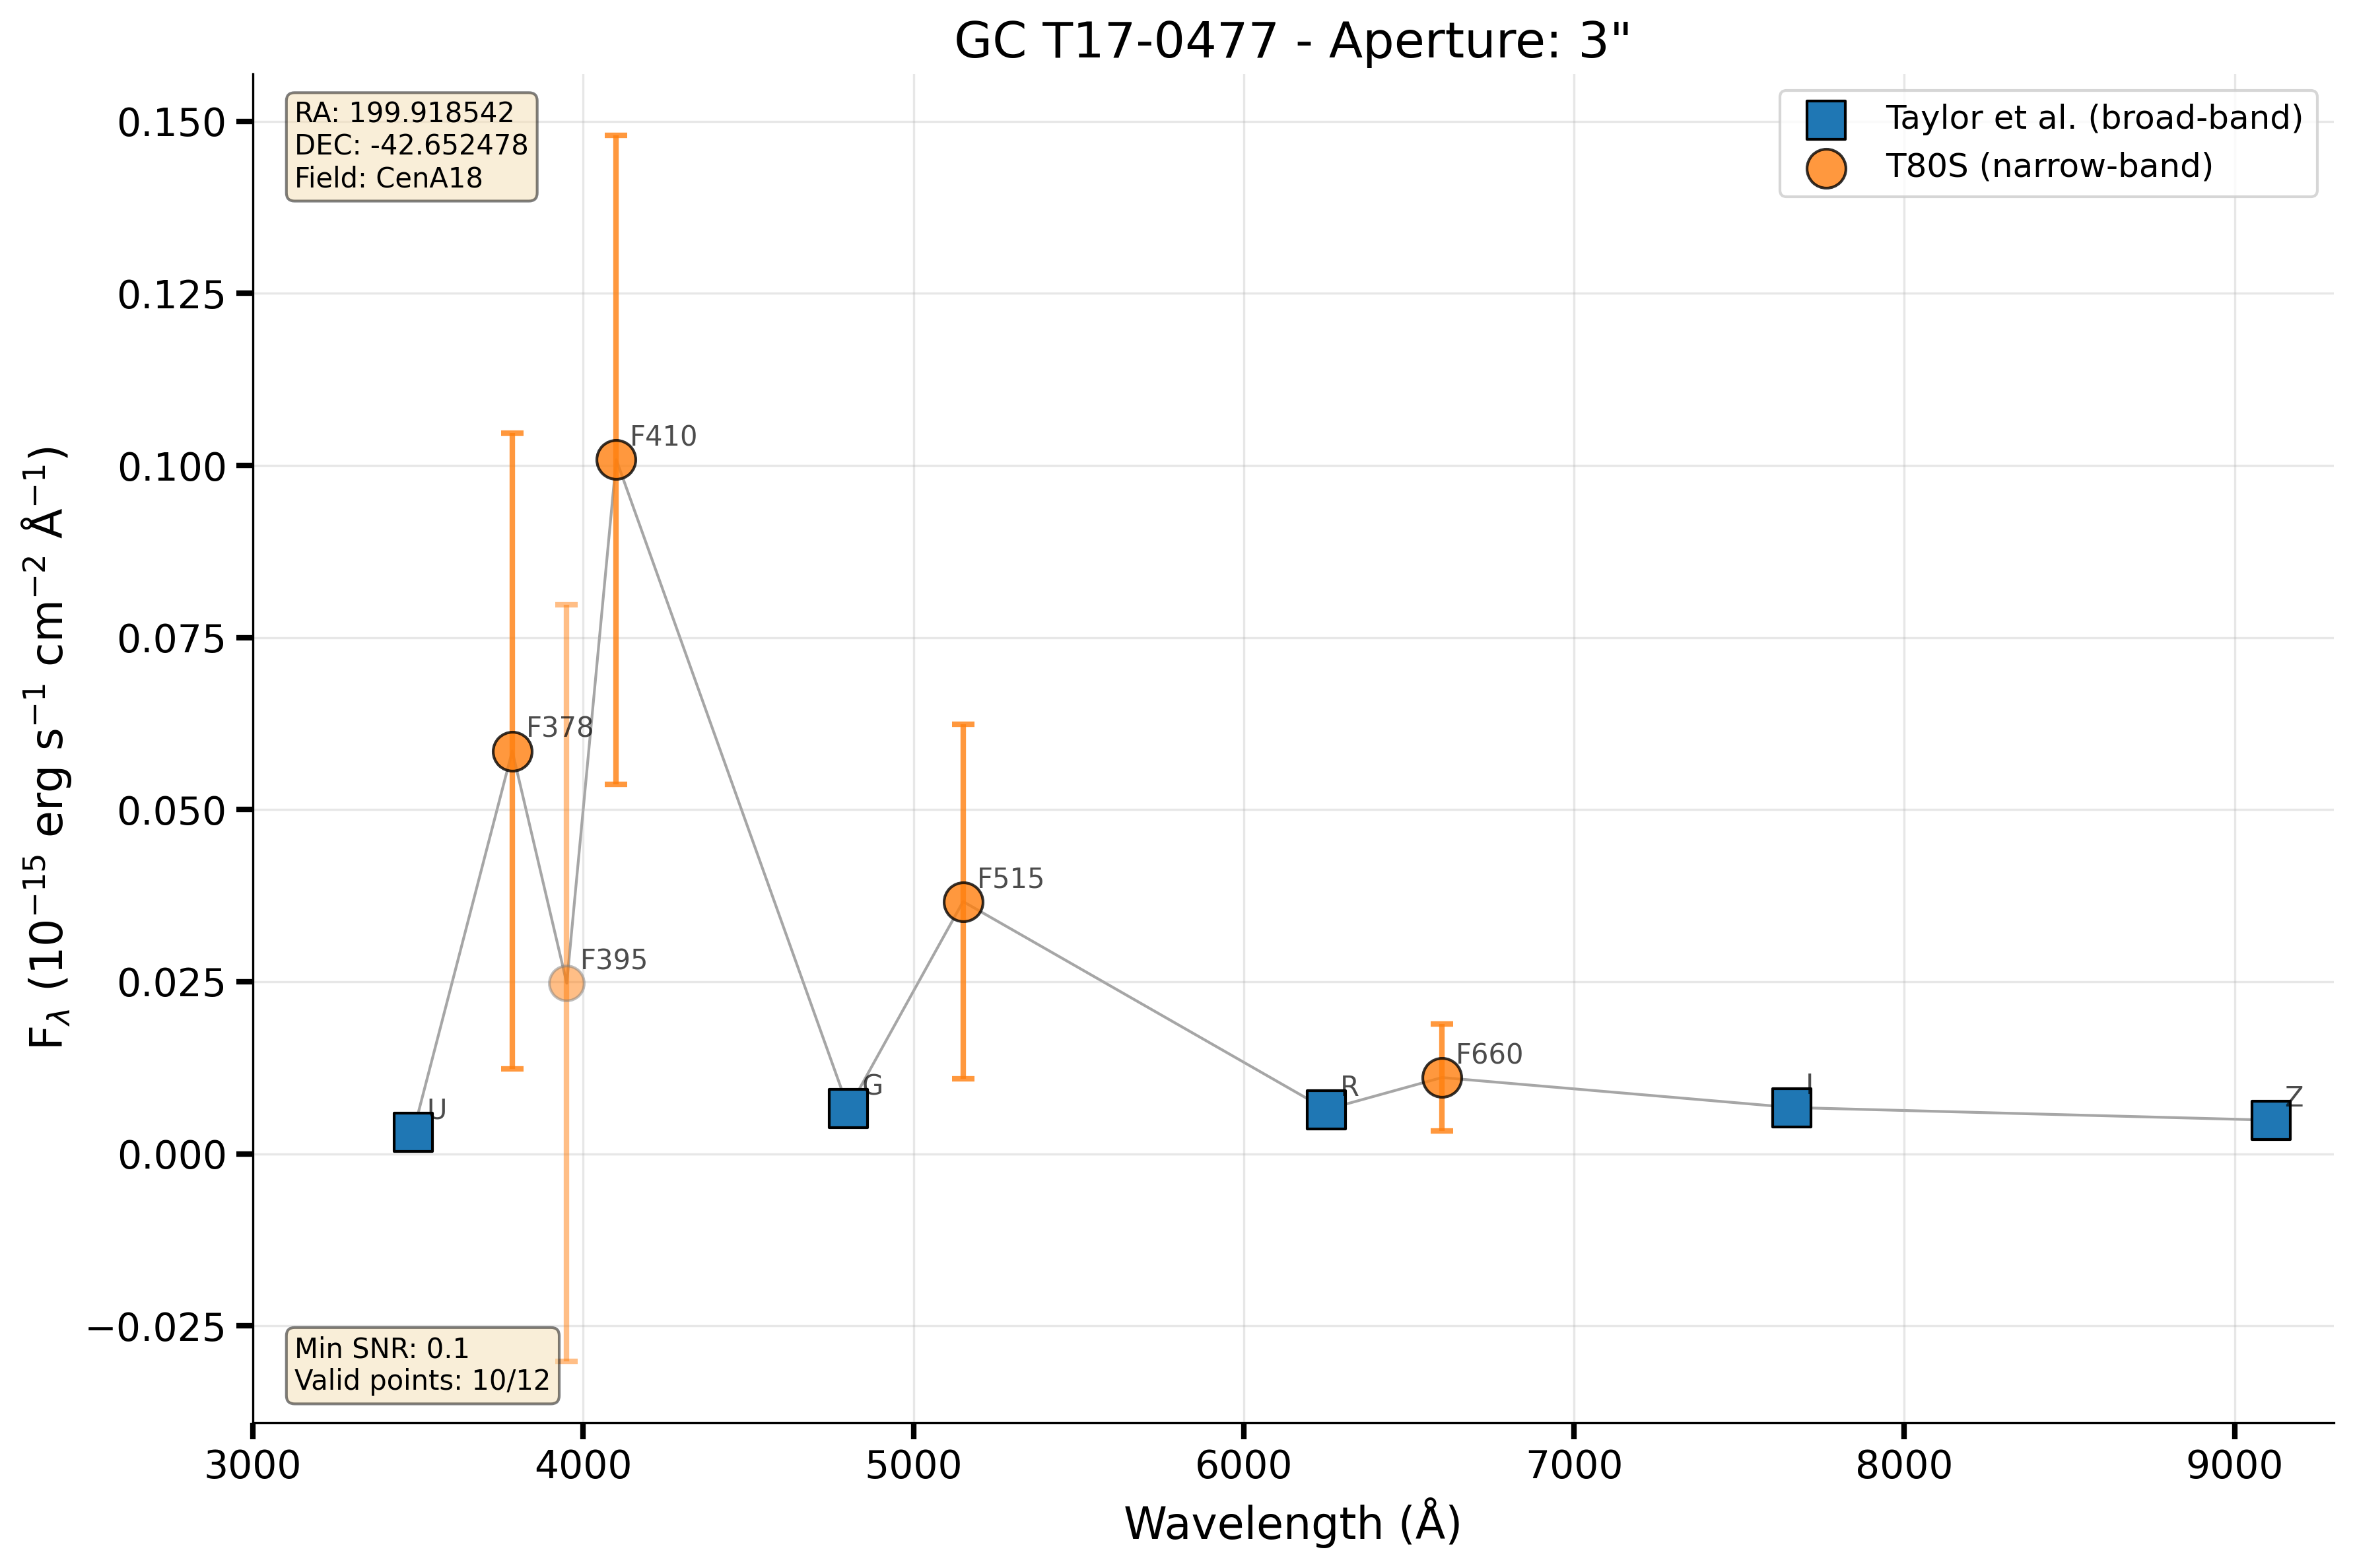 GC T17-0477 - Aperture: 3"
RA: 199.918542
DEC: -42.652478
Field: CenA18
Taylor et al. (broad-band)
T80S (narrow-band)
0.150
0.125
0.100
0.075
0.050
0.025
0.000
−0.025
F$_λ$ (10$^{−15}$ erg s$^{−1}$ cm$^{−2}$ Å$^{−1}$)
U
F378
F395
F410
G
F515
R
F660
I
Z
Min SNR: 0.1
Valid points: 10/12
3000 4000 5000 6000 7000 8000 9000
Wavelength (Å)